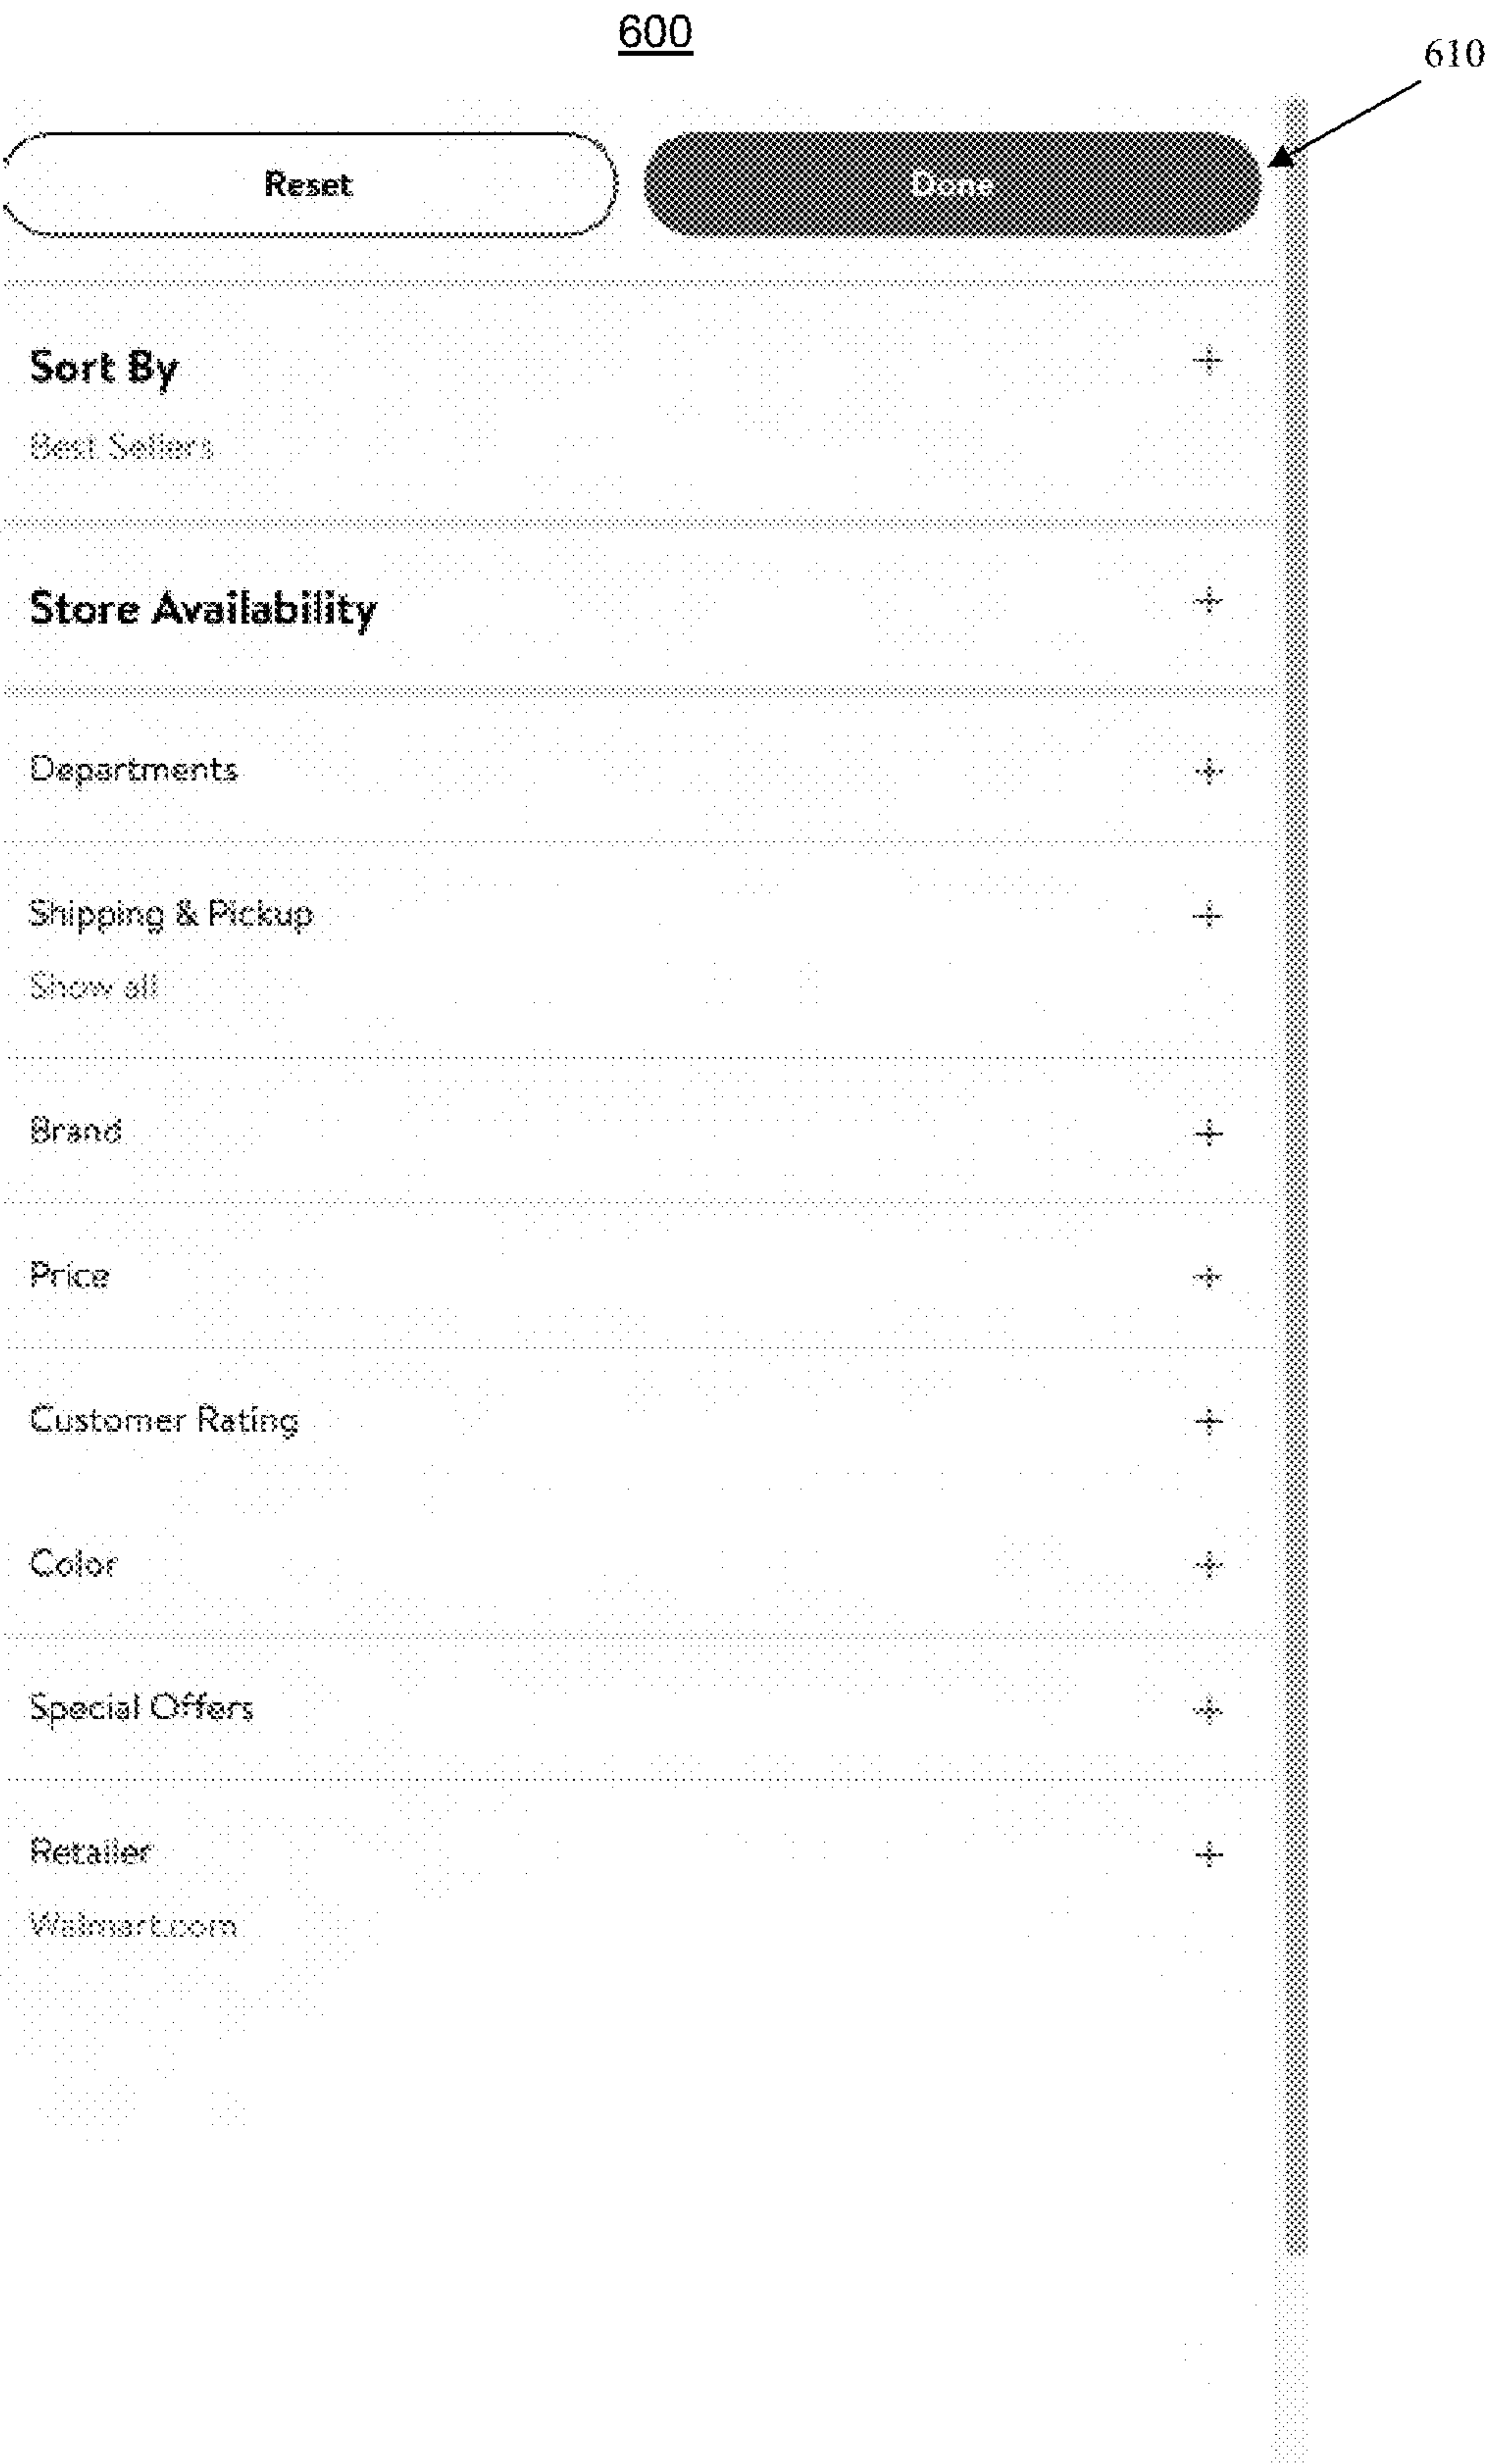 600
610
Reset Done
Sort By +
Best Sellers
Store Availability +
Departments +
Shipping & Pickup +
Show all
Brand +
Price +
Customer Rating +
Color +
Special Offers +
Retailer +
Walmart.com